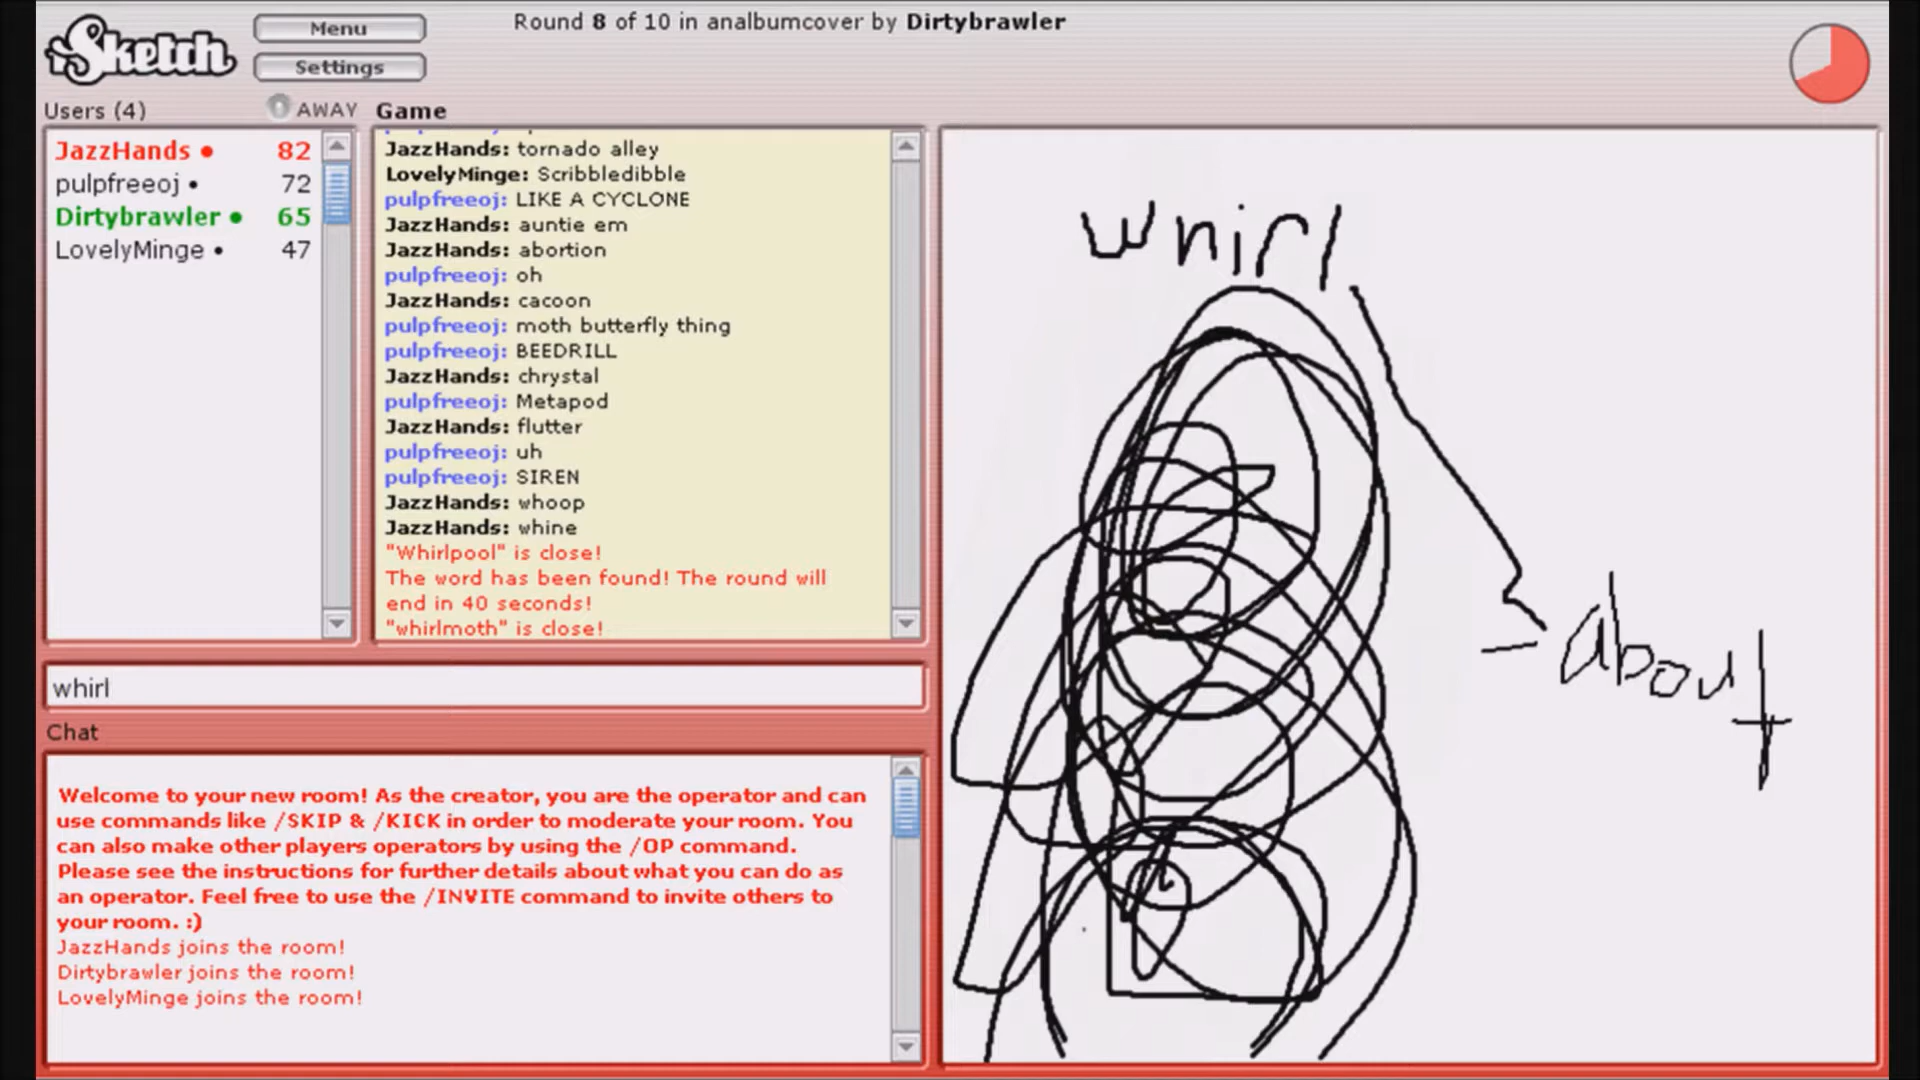 iSketch
Menu
Settings
Round 8 of 10 in analbumcover by Dirtybrawler
Users (4)
AWAY
Game
JazzHands • 82
pulpfreeoj • 72
Dirtybrawler • 65
LovelyMinge • 47
JazzHands: tornado alley
LovelyMinge: Scribbledibble
pulpfreeoj: LIKE A CYCLONE
JazzHands: auntie em
JazzHands: abortion
pulpfreeoj: oh
JazzHands: cacoon
pulpfreeoj: moth butterfly thing
pulpfreeoj: BEEDRILL
JazzHands: chrystal
pulpfreeoj: Metapod
JazzHands: flutter
pulpfreeoj: uh
pulpfreeoj: SIREN
JazzHands: whoop
JazzHands: whine
"Whirlpool" is close!
The word has been found! The round will
end in 40 seconds!
"whirlmoth" is close!
whirl
Chat
Welcome to your new room! As the creator, you are the operator and can
use commands like /SKIP & /KICK in order to moderate your room. You
can also make other players operators by using the /OP command.
Please see the instructions for further details about what you can do as
an operator. Feel free to use the /INVITE command to invite others to
your room. :)
JazzHands joins the room!
Dirtybrawler joins the room!
LovelyMinge joins the room!
whirl
- about